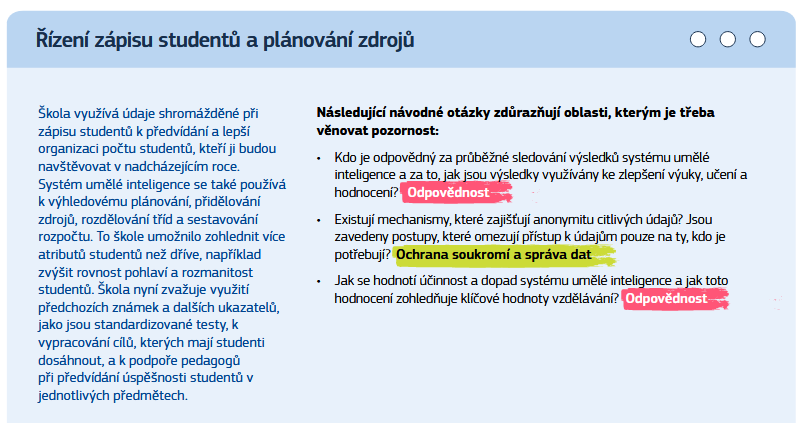 Řízení zápisu studentů a plánování zdrojů
Škola využívá údaje shromážděné při
zápisu studentů k předvídání a lepší
organizaci počtu studentů, kteří ji budou
navštěvovat v nadcházejícím roce.
Systém umělé inteligence se také používá
k výhledovému plánování, přidělování
zdrojů, rozdělování tříd a sestavování
rozpočtu. To škole umožnilo zohlednit více
atributů studentů než dříve, například
zvýšit rovnost pohlaví a rozmanitost
studentů. Škola nyní zvažuje využití
předchozích známek a dalších ukazatelů,
jako jsou standardizované testy, k
vypracování cílů, kterých mají studenti
dosáhnout, a k podpoře pedagogů
při předvídání úspěšnosti studentů v
jednotlivých předmětech.
Následující návodné otázky zdůrazňují oblasti, kterým je třeba
věnovat pozornost:
• Kdo je odpovědný za průběžné sledování výsledků systému umělé
inteligence a za to, jak jsou výsledky využívány ke zlepšení výuky, učení a
hodnocení? Odpovědnost
• Existují mechanismy, které zajišťují anonymitu citlivých údajů? Jsou
zavedeny postupy, které omezují přístup k údajům pouze na ty, kdo je
potřebují? Ochrana soukromí a správa dat
• Jak se hodnotí účinnost a dopad systému umělé inteligence a jak toto
hodnocení zohledňuje klíčové hodnoty vzdělávání? Odpovědnost